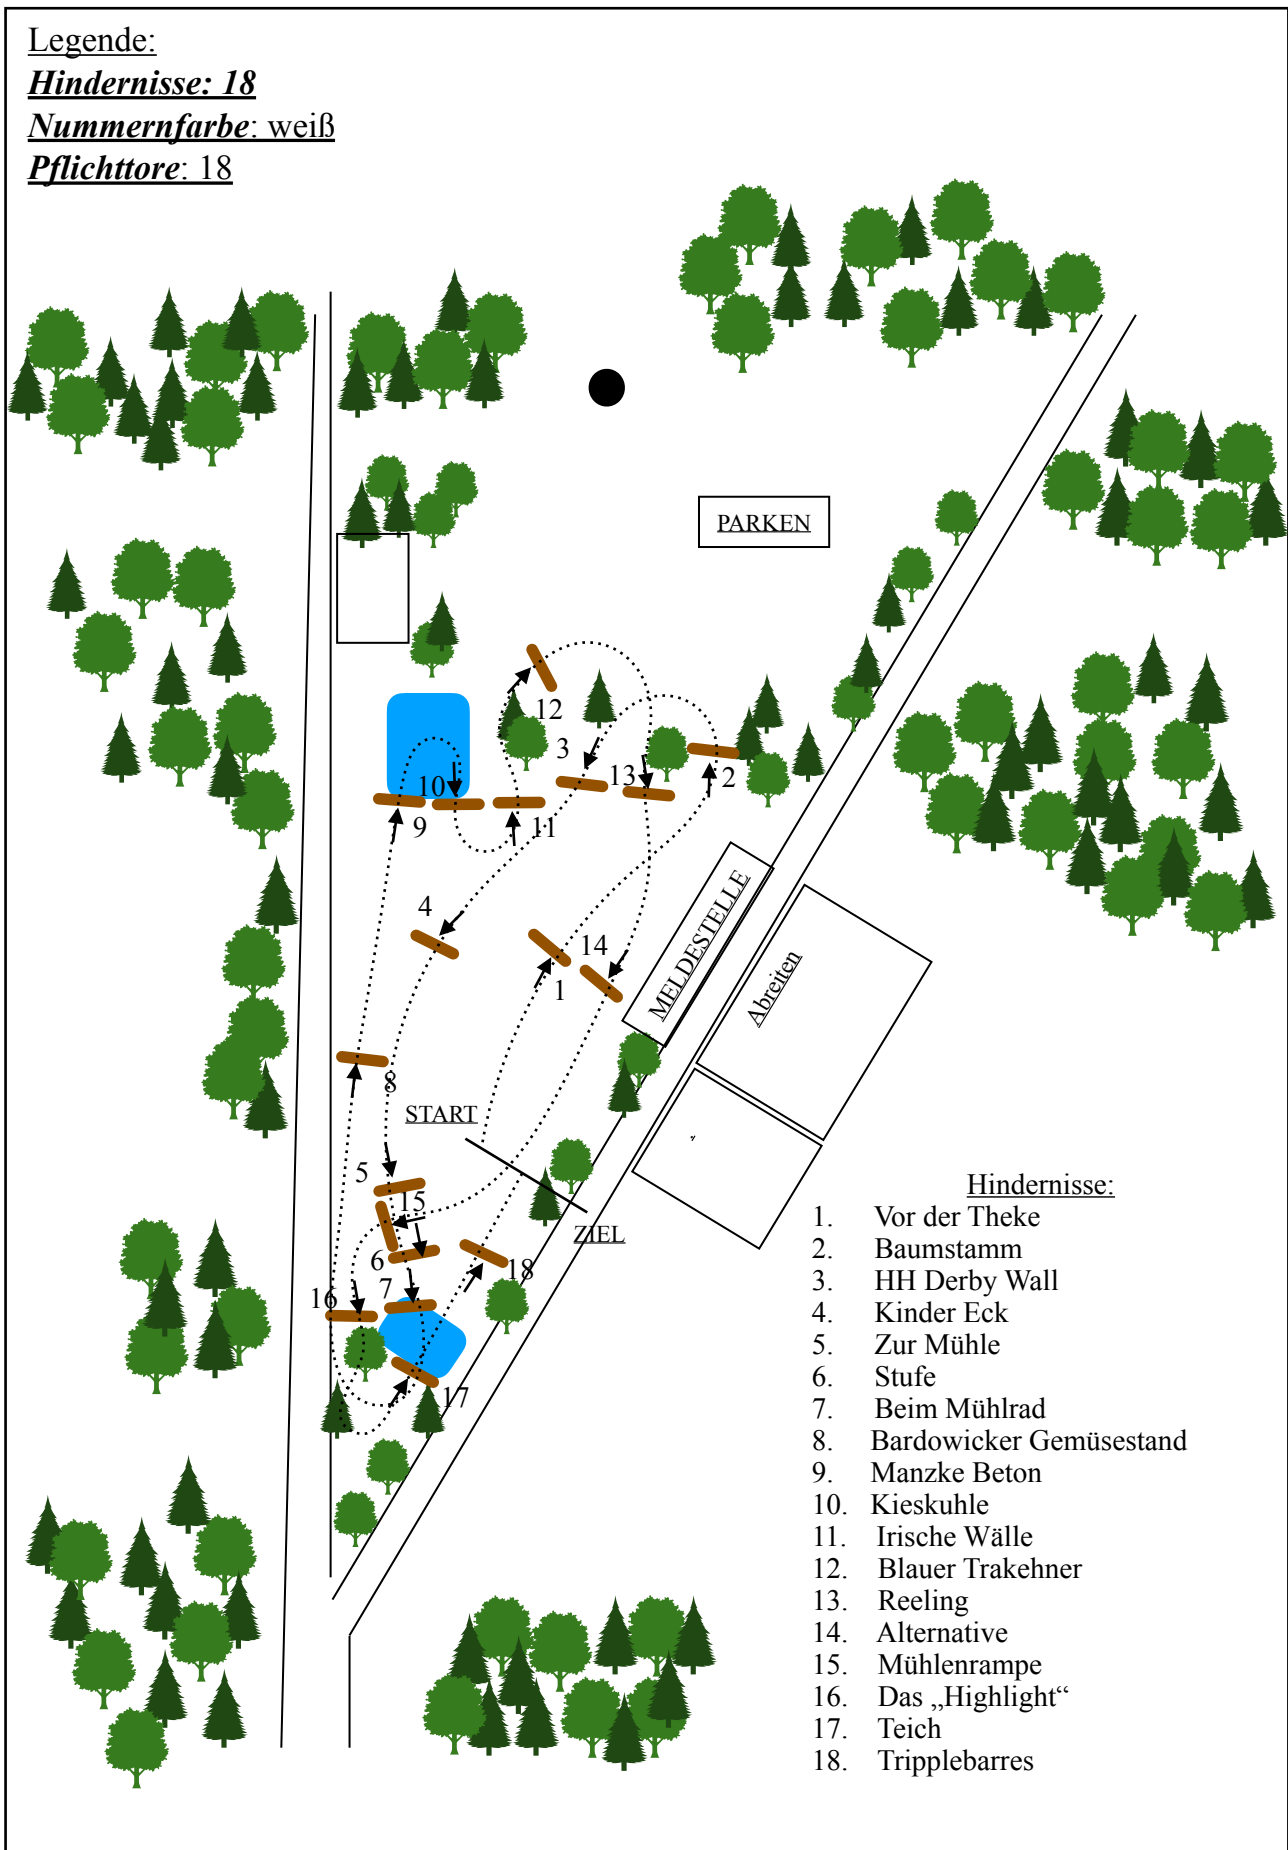 Legende:
Hindernisse: 18
Nummernfarbe: weiß
Pflichttore: 18
PARKEN
12
3
13
2
10
9
11
4
14
1
MELDESTELLE
Abreiten
8
START
5
15
ZIEL
6
18
7
16
17
Hindernisse:
1. Vor der Theke
2. Baumstamm
3. HH Derby Wall
4. Kinder Eck
5. Zur Mühle
6. Stufe
7. Beim Mühlrad
8. Bardowicker Gemüsestand
9. Manzke Beton
10. Kieskuhle
11. Irische Wälle
12. Blauer Trakehner
13. Reeling
14. Alternative
15. Mühlenrampe
16. Das „Highlight“
17. Teich
18. Tripplebarres